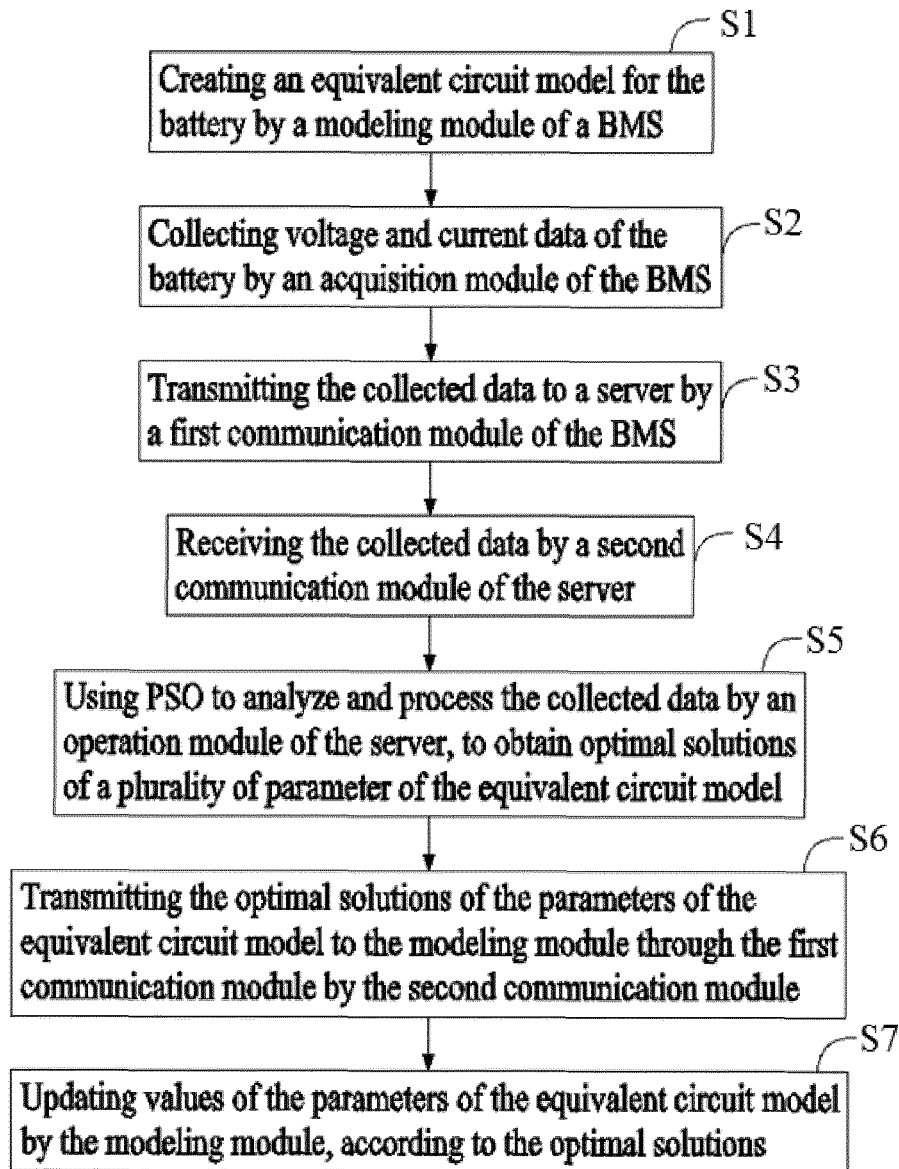 S1
Creating an equivalent circuit model for the
battery by a modeling module of a BMS
S2
Collecting voltage and current data of the
battery by an acquisition module of the BMS
S3
Transmitting the collected data to a server by
a first communication module of the BMS
S4
Receiving the collected data by a second
communication module of the server
S5
Using PSO to analyze and process the collected data by an
operation module of the server, to obtain optimal solutions
of a plurality of parameter of the equivalent circuit model
S6
Transmitting the optimal solutions of the parameters of the
equivalent circuit model to the modeling module through the first
communication module by the second communication module
S7
Updating values of the parameters of the equivalent circuit model
by the modeling module, according to the optimal solutions